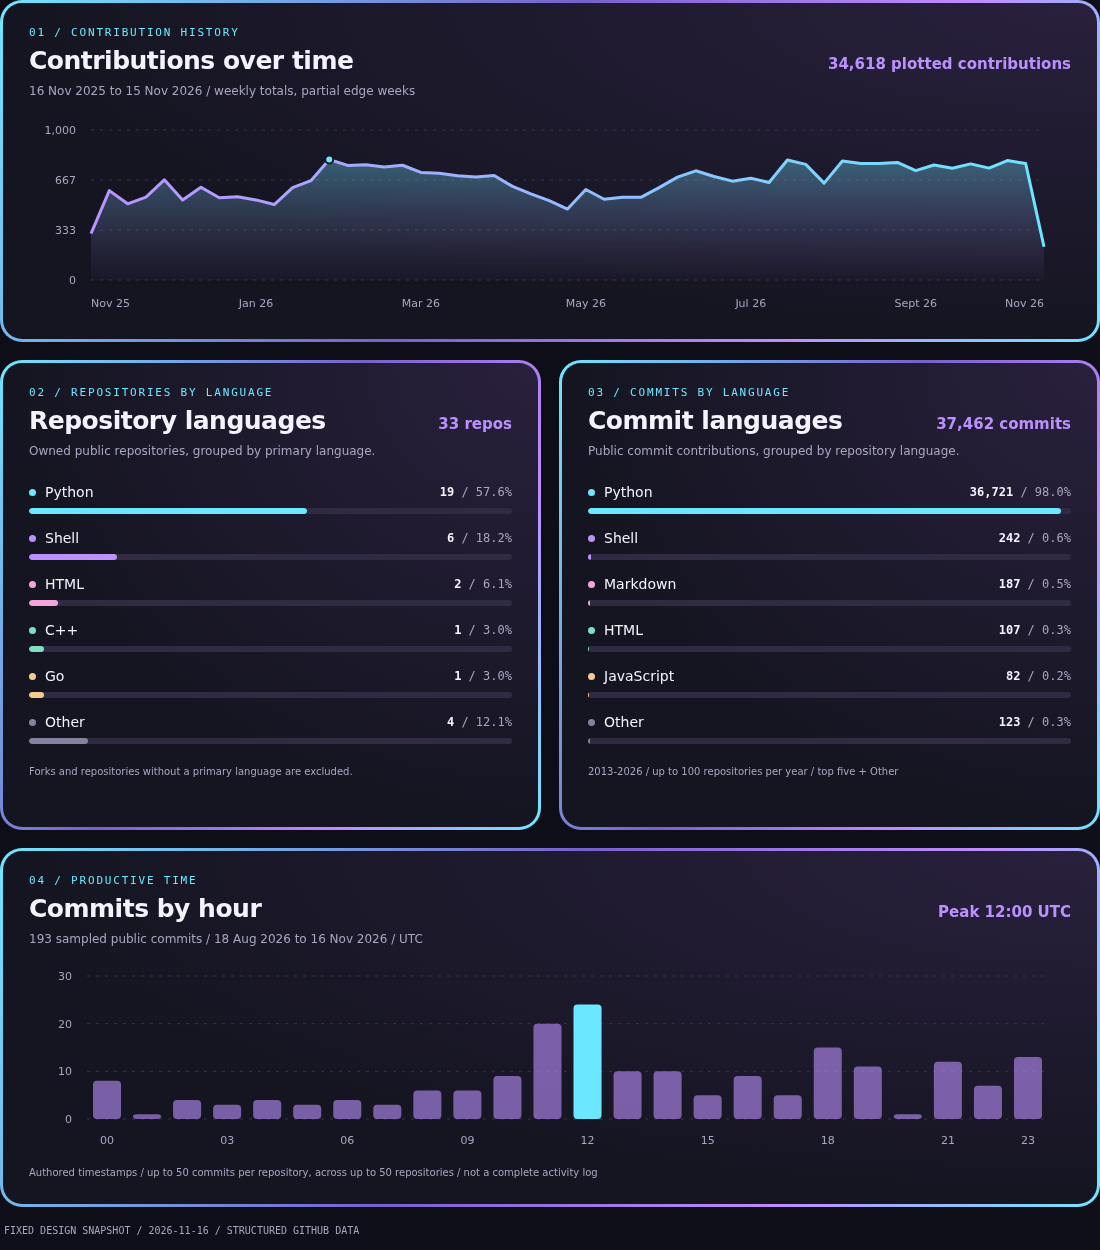 01 / CONTRIBUTION HISTORY
Contributions over time
34,618 plotted contributions
16 Nov 2025 to 15 Nov 2026 / weekly totals, partial edge weeks
1,000
667
333
0
Nov 25 Jan 26 Mar 26 May 26 Jul 26 Sept 26 Nov 26
02 / REPOSITORIES BY LANGUAGE
Repository languages
33 repos
Owned public repositories, grouped by primary language.
Python 19 / 57.6%
Shell 6 / 18.2%
HTML 2 / 6.1%
C++ 1 / 3.0%
Go 1 / 3.0%
Other 4 / 12.1%
Forks and repositories without a primary language are excluded.
03 / COMMITS BY LANGUAGE
Commit languages
37,462 commits
Public commit contributions, grouped by repository language.
Python 36,721 / 98.0%
Shell 242 / 0.6%
Markdown 187 / 0.5%
HTML 107 / 0.3%
JavaScript 82 / 0.2%
Other 123 / 0.3%
2013-2026 / up to 100 repositories per year / top five + Other
04 / PRODUCTIVE TIME
Commits by hour
Peak 12:00 UTC
193 sampled public commits / 18 Aug 2026 to 16 Nov 2026 / UTC
30
20
10
0
00 03 06 09 12 15 18 21 23
Authored timestamps / up to 50 commits per repository, across up to 50 repositories / not a complete activity log
FIXED DESIGN SNAPSHOT / 2026-11-16 / STRUCTURED GITHUB DATA